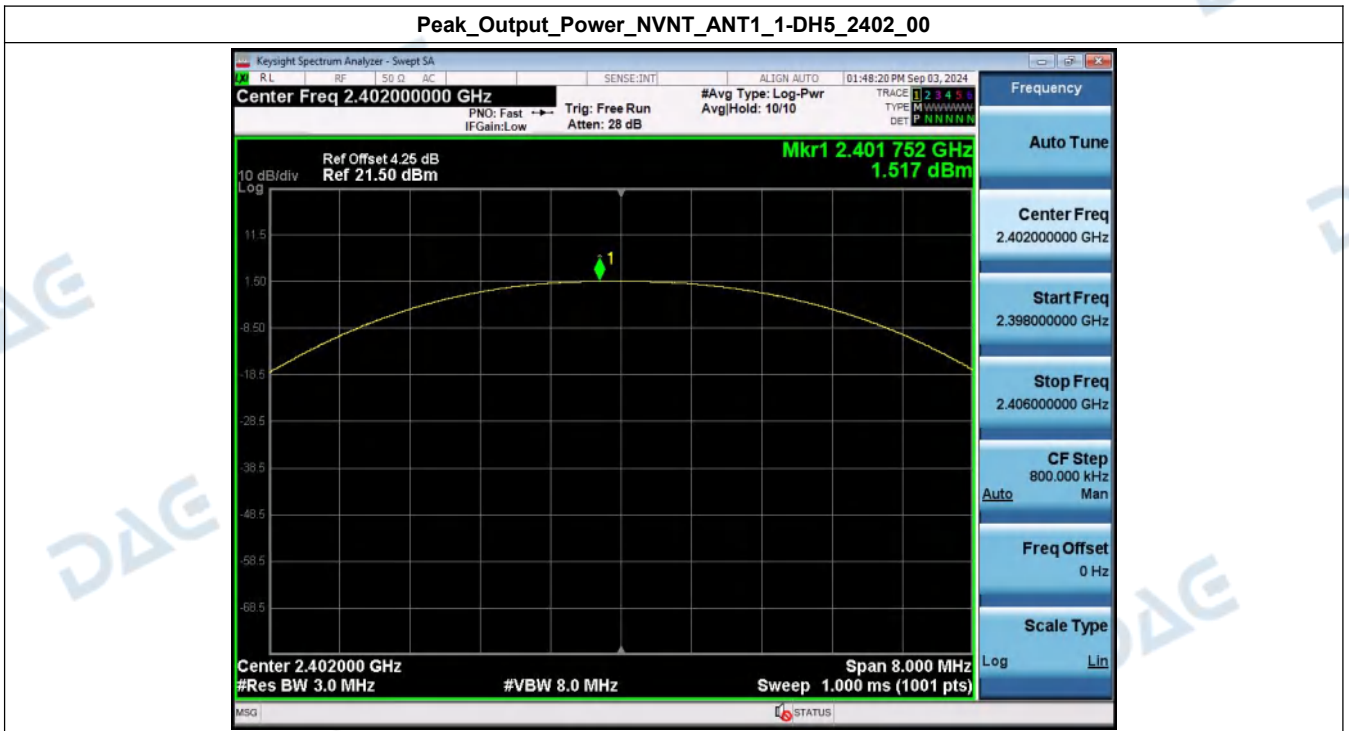 Peak_Output_Power_NVNT_ANT1_1-DH5_2402_00
Keysight Spectrum Analyzer - Swept SA
RL RF 50 Ω AC SENSE:INT ALIGN AUTO 01:48:20 PM Sep 03, 2024
Center Freq 2.402000000 GHz
PNO: Fast
IFGain:Low
Trig: Free Run
Atten: 28 dB
#Avg Type: Log-Pwr
Avg|Hold: 10/10
TRACE 1 2 3 4 5 6
TYPE M WWWWW
DET P N N N N N
Mkr1 2.401 752 GHz
1.517 dBm
Ref Offset 4.25 dB
10 dB/div Ref 21.50 dBm
Log
11.5
1.50
-8.50
-18.5
-28.5
-38.5
-48.5
-58.5
-68.5
1
Center 2.402000 GHz Span 8.000 MHz
#Res BW 3.0 MHz #VBW 8.0 MHz Sweep 1.000 ms (1001 pts)
MSG STATUS
Frequency
Auto Tune
Center Freq
2.402000000 GHz
Start Freq
2.398000000 GHz
Stop Freq
2.406000000 GHz
CF Step
800.000 kHz
Auto Man
Freq Offset
0 Hz
Scale Type
Log Lin
DAE
DAE